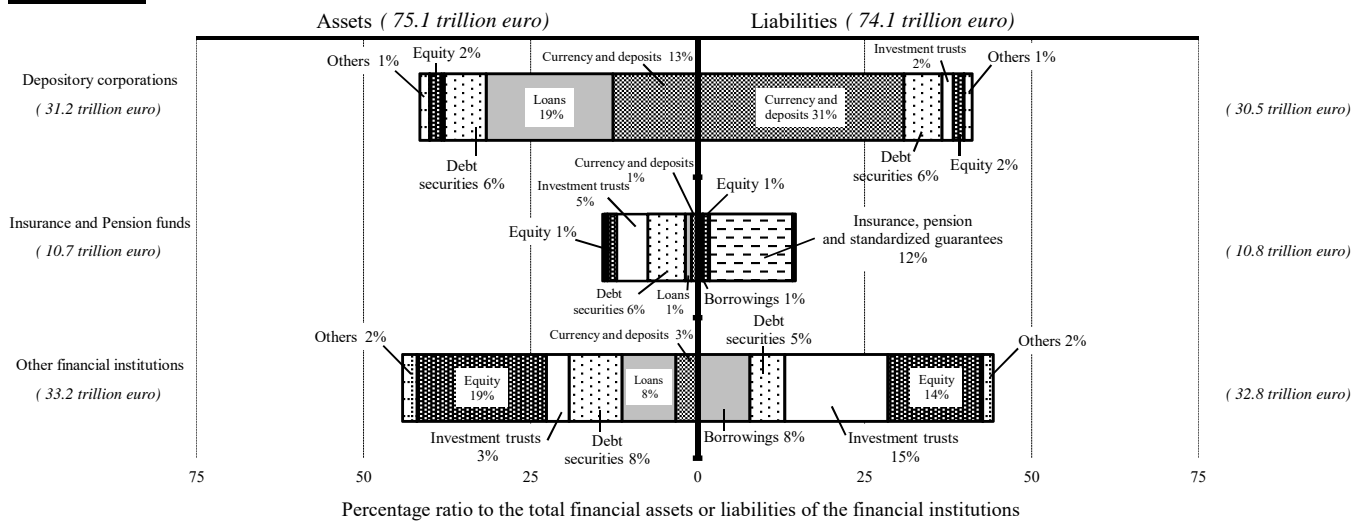 Assets ( 75.1 trillion euro)
Liabilities ( 74.1 trillion euro)
Depository corporations
( 31.2 trillion euro)
Others 1%
Equity 2%
Currency and deposits 13%
Loans
19%
Debt
securities 6%
Currency and
deposits 31%
Investment trusts
2%
Others 1%
Debt
securities 6%
Equity 2%
( 30.5 trillion euro)
Insurance and Pension funds
( 10.7 trillion euro)
Equity 1%
Investment trusts
5%
Currency and deposits
1%
Debt
securities 6%
Loans
1%
Equity 1%
Insurance, pension
and standardized guarantees
12%
Borrowings 1%
( 10.8 trillion euro)
Other financial institutions
( 33.2 trillion euro)
Others 2%
Equity
19%
Investment trusts
3%
Debt
securities 8%
Loans
8%
Currency and deposits 3%
Borrowings 8%
Debt
securities 5%
Investment trusts
15%
Equity
14%
Others 2%
( 32.8 trillion euro)
75 50 25 0 25 50 75
Percentage ratio to the total financial assets or liabilities of the financial institutions